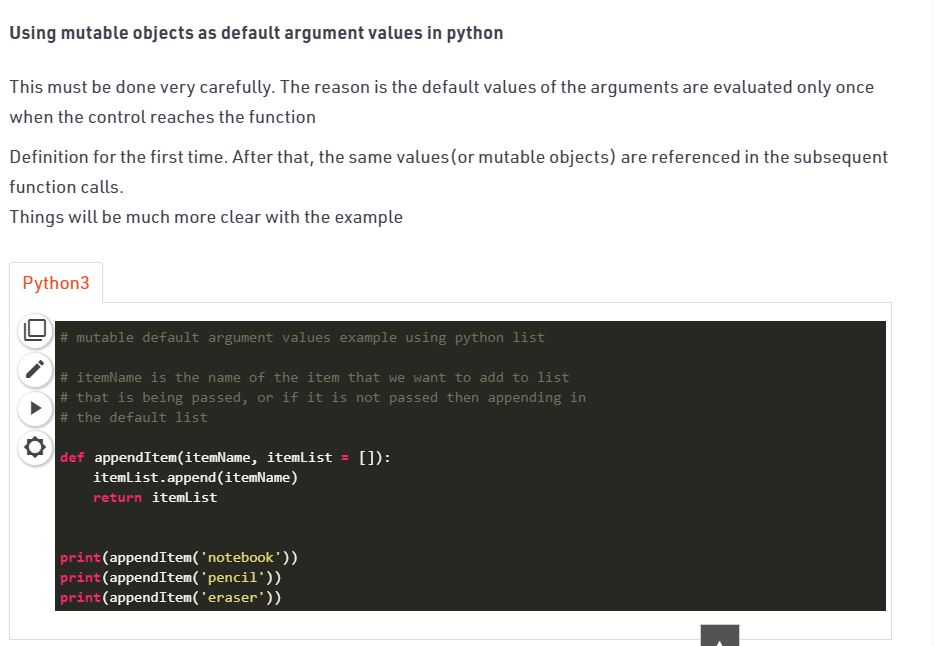 Using mutable objects as default argument values in python
This must be done very carefully. The reason is the default values of the arguments are evaluated only once
when the control reaches the function
Definition for the first time. After that, the same values(or mutable objects) are referenced in the subsequent
function calls.
Things will be much more clear with the example
Python3
# mutable default argument values example using python list
# itemName is the name of the item that we want to add to list
# that is being passed, or if it is not passed then appending in
# the default list
def appendItem(itemName, itemList = []):
    itemList.append(itemName)
    return itemList
print(appendItem('notebook'))
print(appendItem('pencil'))
print(appendItem('eraser'))